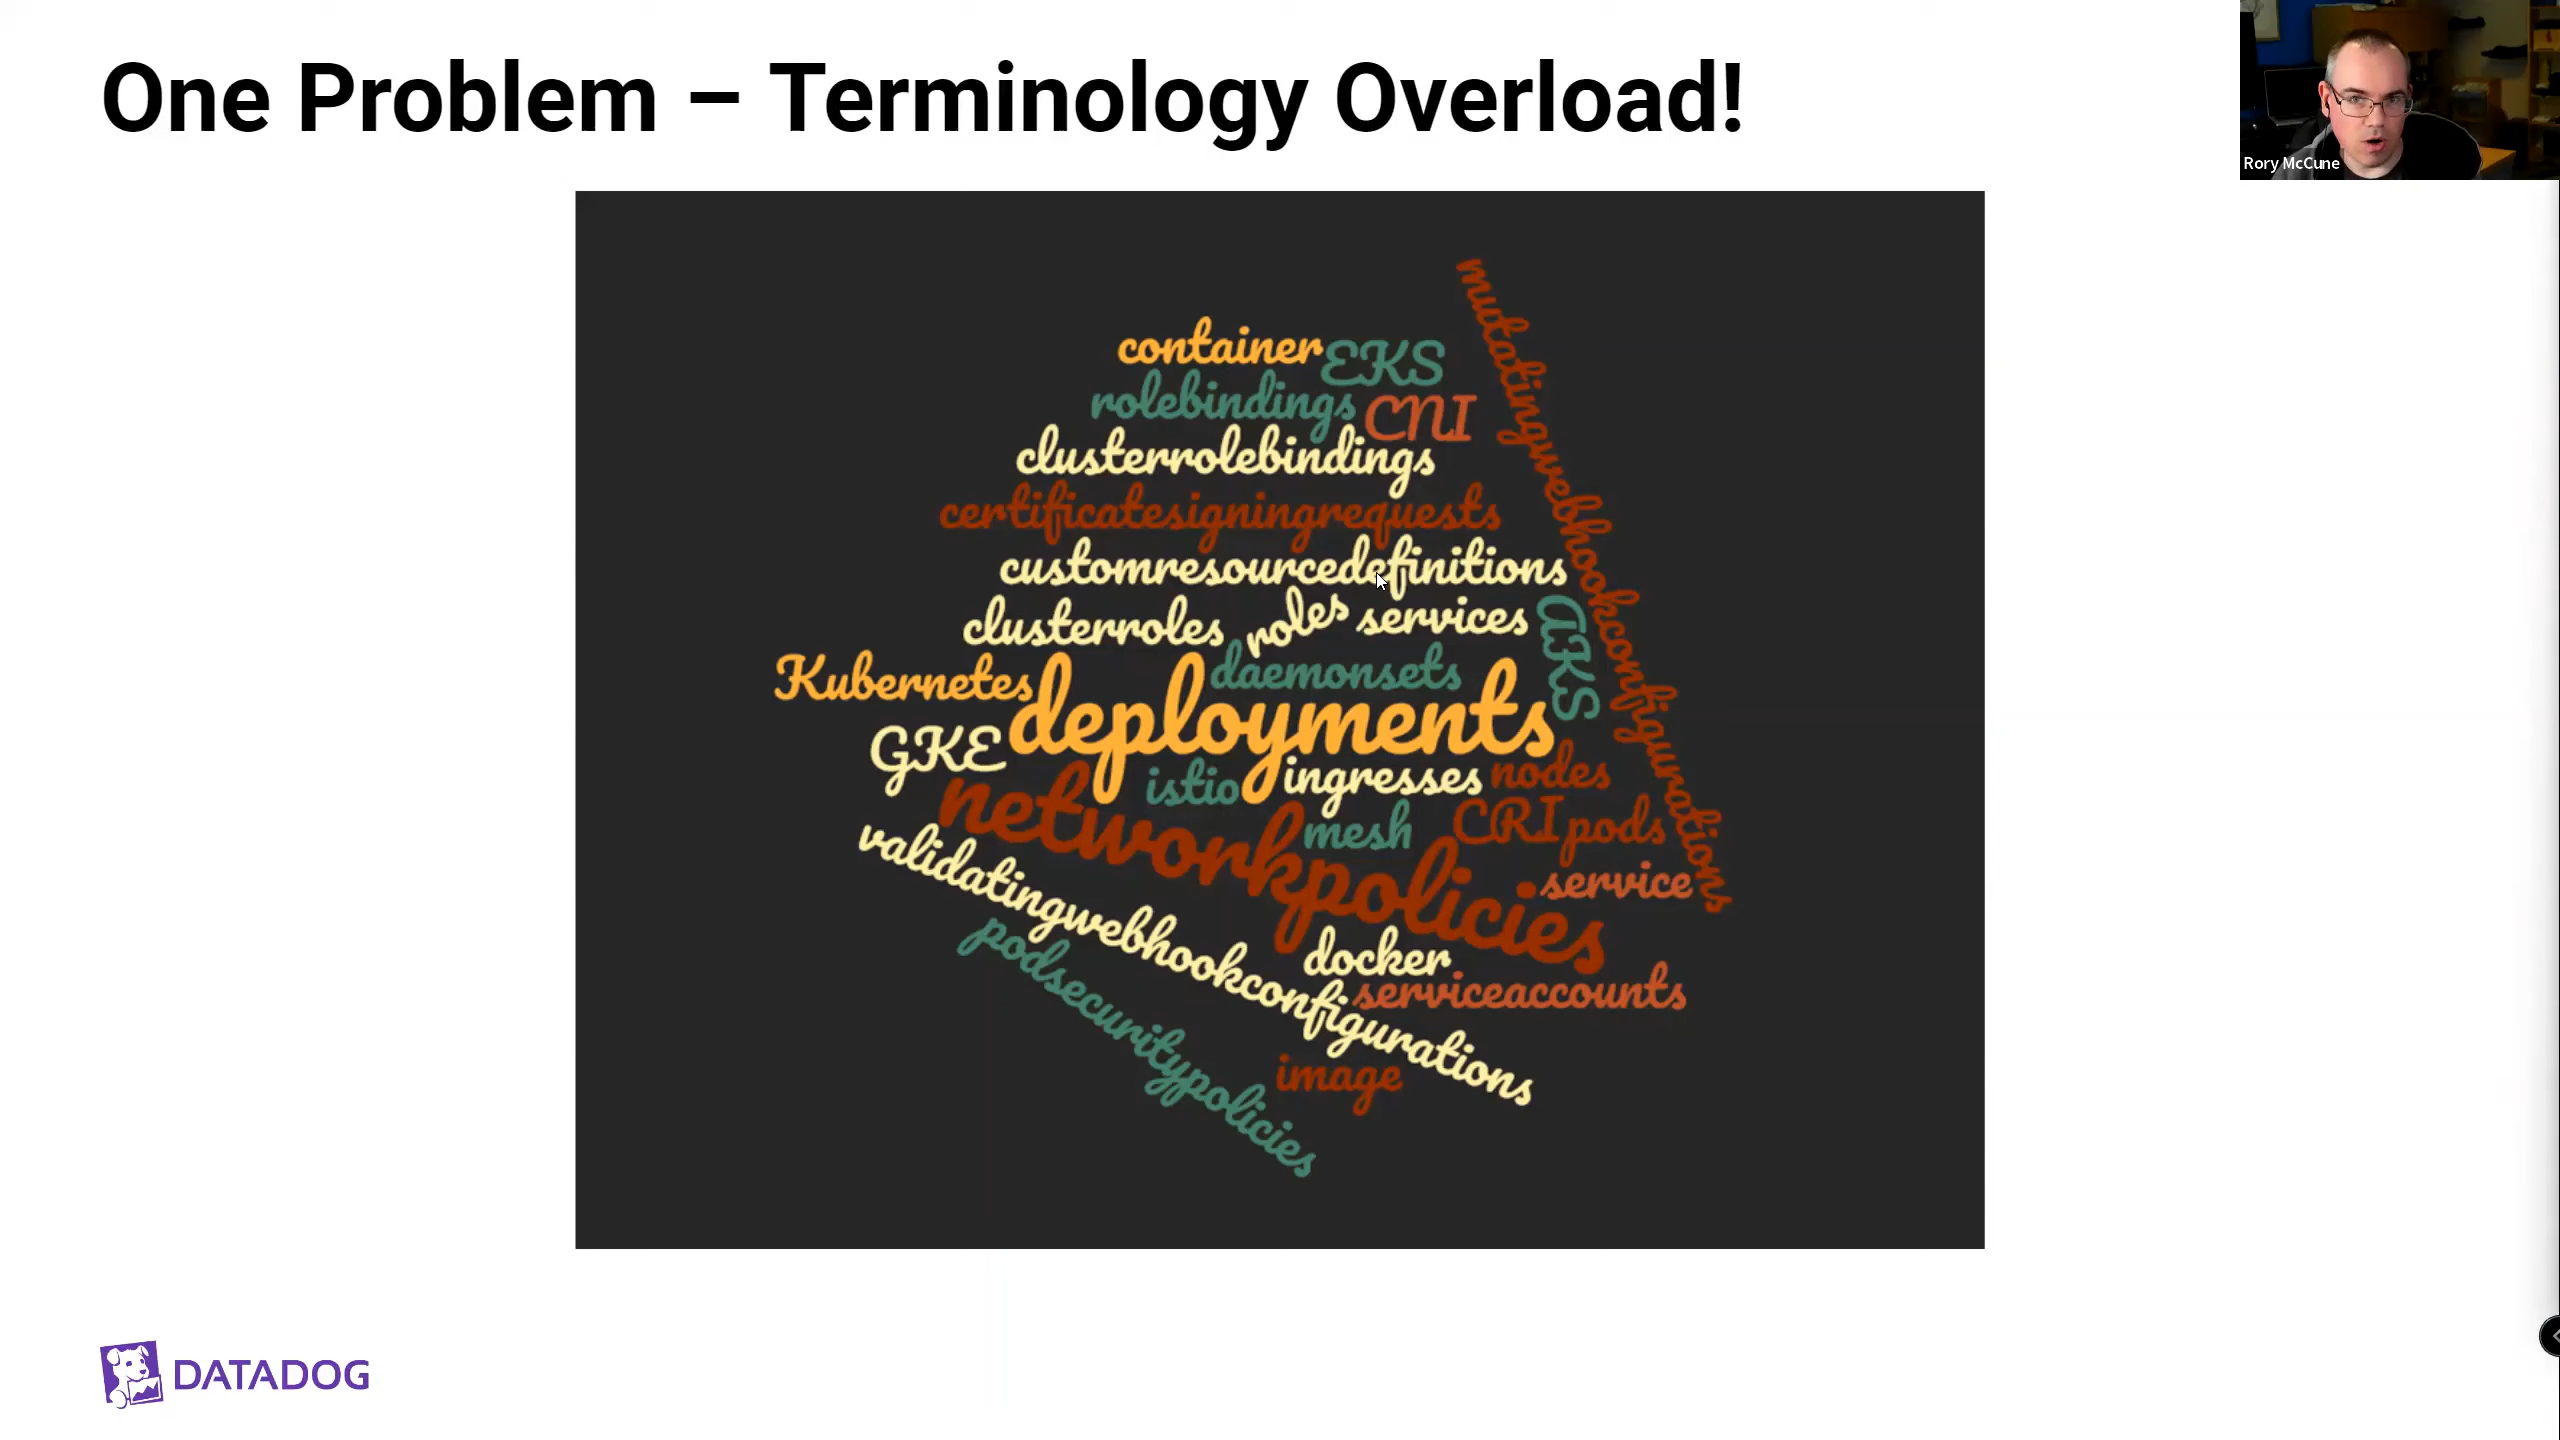 One Problem – Terminology Overload!
Rory McCune
mutatingwebhookconfigurations
container
EKS
rolebindings
CNI
clusterrolebindings
certificatesigningrequests
customresourcedefinitions
clusterroles
roles
services
AKS
Kubernetes
daemonsets
deployments
GKE
istio
ingresses
nodes
networkpolicies
mesh
CRI
pods
validatingwebhookconfigurations
service
podsecuritypolicies
docker
serviceaccounts
image
DATADOG